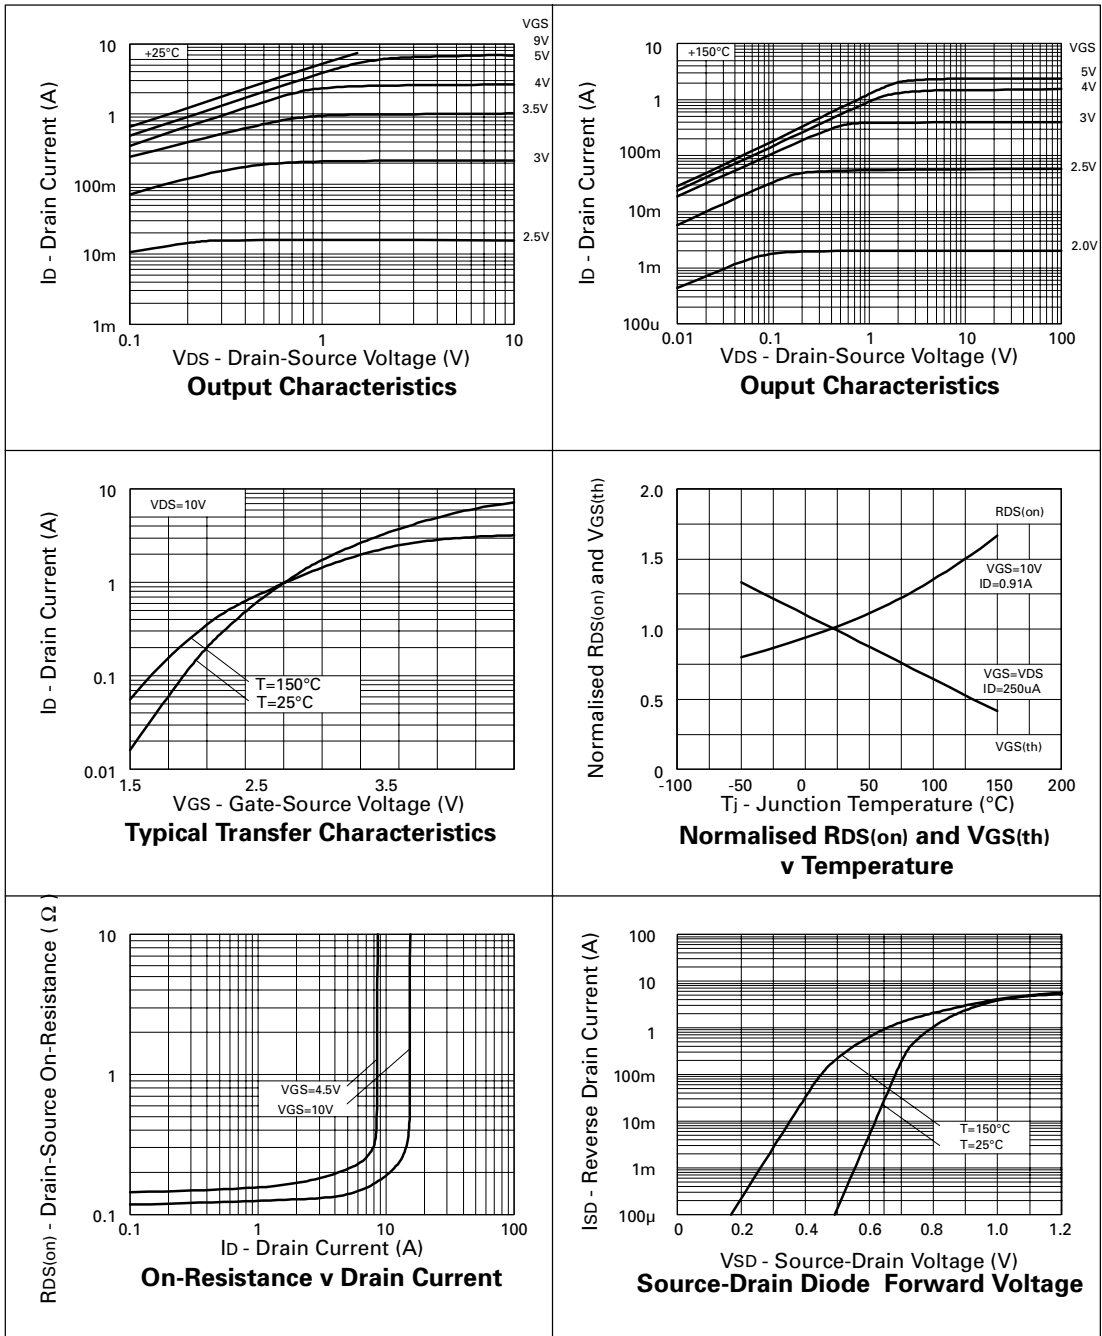 VGS
9V
5V
4V
3.5V
3V
2.5V
+25°C
10
1
100m
10m
1m
ID - Drain Current (A)
0.1
1
10
VDS - Drain-Source Voltage (V)
Output Characteristics
VGS
5V
4V
3V
2.5V
2.0V
+150°C
10
1
100m
10m
1m
100u
ID - Drain Current (A)
0.01
0.1
1
10
100
VDS - Drain-Source Voltage (V)
Ouput Characteristics
VDS=10V
10
1
0.1
0.01
ID - Drain Current (A)
T=150°C
T=25°C
1.5
2.5
3.5
VGS - Gate-Source Voltage (V)
Typical Transfer Characteristics
2.0
1.5
1.0
0.5
0
Normalised RDS(on) and VGS(th)
RDS(on)
VGS=10V
ID=0.91A
VGS=VDS
ID=250uA
VGS(th)
-100
-50
0
50
100
150
200
Tj - Junction Temperature (°C)
Normalised RDS(on) and VGS(th)
v Temperature
RDS(on) - Drain-Source On-Resistance (Ω)
10
1
0.1
VGS=4.5V
VGS=10V
0.1
1
10
100
ID - Drain Current (A)
On-Resistance v Drain Current
ISD - Reverse Drain Current (A)
100
10
1
100m
10m
1m
100µ
T=150°C
T=25°C
0
0.2
0.4
0.6
0.8
1.0
1.2
VSD - Source-Drain Voltage (V)
Source-Drain Diode Forward Voltage